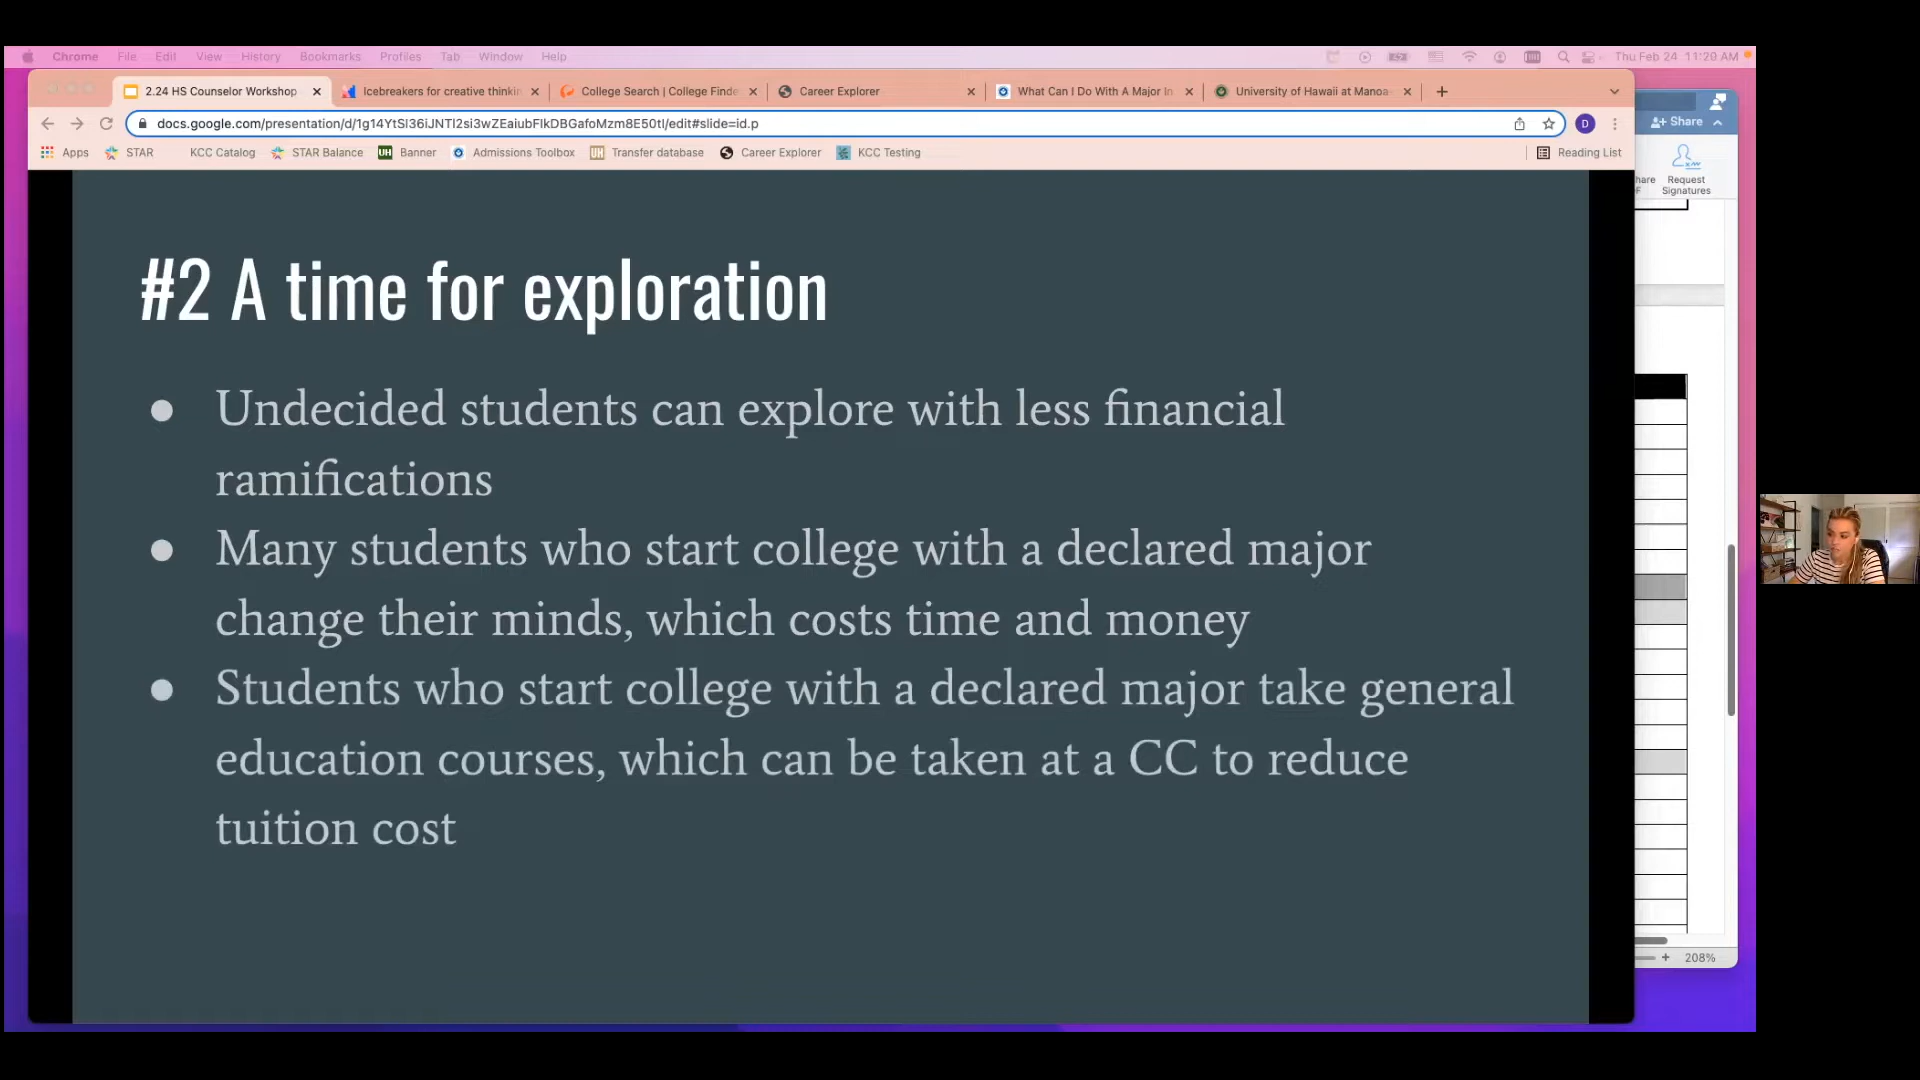 Chrome File Edit View History Bookmarks Profiles Tab Window Help Thu Feb 24 11:20 AM
2.24 HS Counselor Workshop Icebreakers for creative thinkin College Search | College Finde Career Explorer What Can I Do With A Major In University of Hawaii at Manoa
docs.google.com/presentation/d/
D
Apps STAR KCC Catalog STAR Balance UH Banner Admissions Toolbox UH Transfer database Career Explorer KCC Testing Reading List
Share
hare
Request
Signatures
#2 A time for exploration
● Undecided students can explore with less financial
ramifications
● Many students who start college with a declared major
change their minds, which costs time and money
● Students who start college with a declared major take general
education courses, which can be taken at a CC to reduce
tuition cost
208%